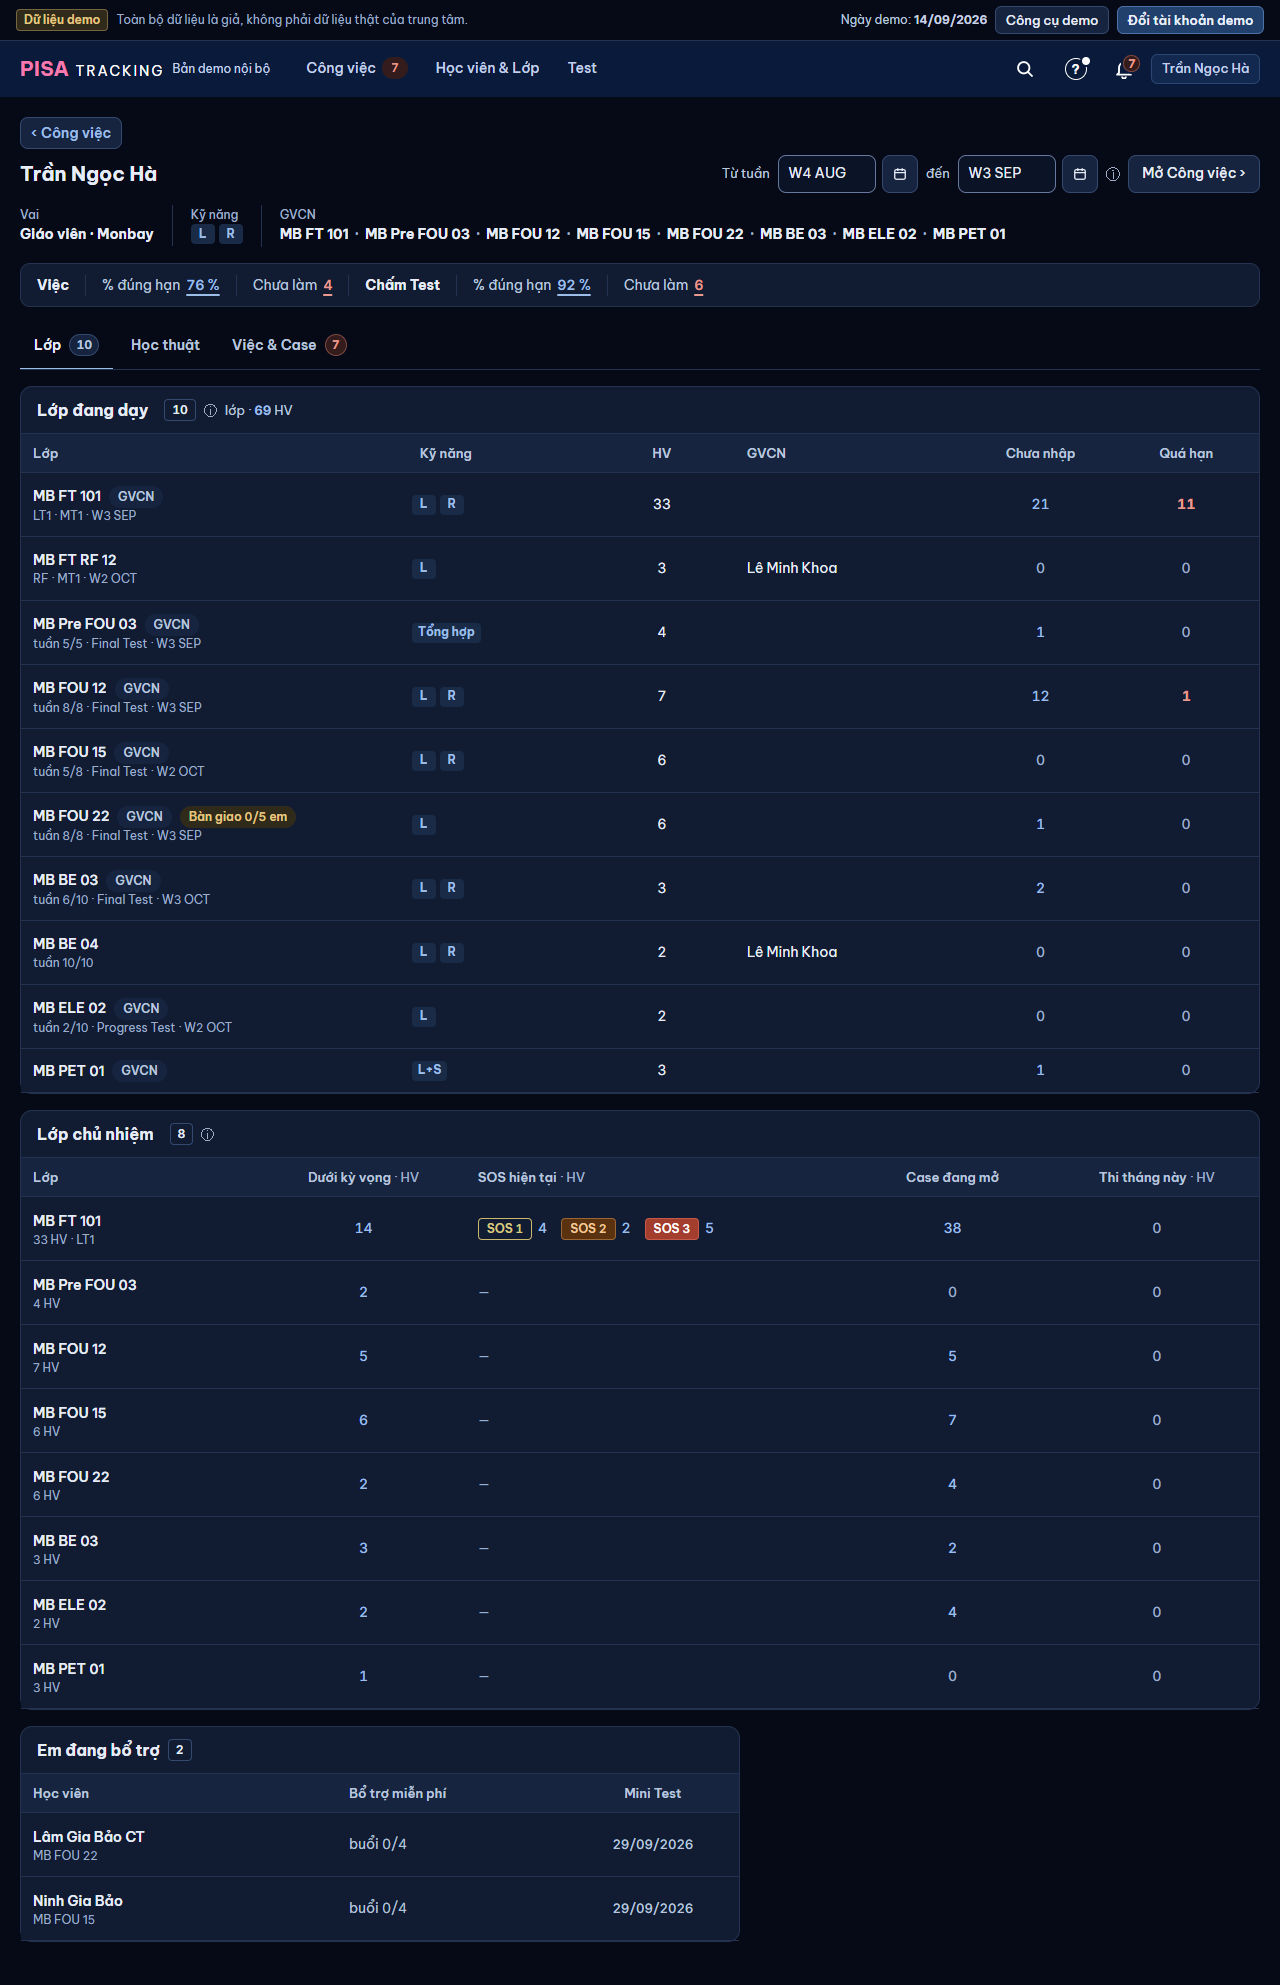 Dữ liệu demo Toàn bộ dữ liệu là giả, không phải dữ liệu thật của trung tâm. Ngày demo: 14/09/2026 Công cụ demo Đổi tài khoản demo
PISA TRACKING Bản demo nội bộ Công việc 7 Học viên & Lớp Test ? 7 Trần Ngọc Hà
‹ Công việc
Trần Ngọc Hà Từ tuần W4 AUG đến W3 SEP Mở Công việc ›
Vai Kỹ năng GVCN
Giáo viên · Monbay L R MB FT 101 · MB Pre FOU 03 · MB FOU 12 · MB FOU 15 · MB FOU 22 · MB BE 03 · MB ELE 02 · MB PET 01
Việc % đúng hạn 76 % Chưa làm 4 Chấm Test % đúng hạn 92 % Chưa làm 6
Lớp 10 Học thuật Việc & Case 7
Lớp đang dạy 10 lớp · 69 HV
Lớp Kỹ năng HV GVCN Chưa nhập Quá hạn
MB FT 101 GVCN L R 33 21 11
LT1 · MT1 · W3 SEP
MB FT RF 12 L 3 Lê Minh Khoa 0 0
RF · MT1 · W2 OCT
MB Pre FOU 03 GVCN Tổng hợp 4 1 0
tuần 5/5 · Final Test · W3 SEP
MB FOU 12 GVCN L R 7 12 1
tuần 8/8 · Final Test · W3 SEP
MB FOU 15 GVCN L R 6 0 0
tuần 5/8 · Final Test · W2 OCT
MB FOU 22 GVCN Bàn giao 0/5 em L 6 1 0
tuần 8/8 · Final Test · W3 SEP
MB BE 03 GVCN L R 3 2 0
tuần 6/10 · Final Test · W3 OCT
MB BE 04 L R 2 Lê Minh Khoa 0 0
tuần 10/10
MB ELE 02 GVCN L 2 0 0
tuần 2/10 · Progress Test · W2 OCT
MB PET 01 GVCN L+S 3 1 0
Lớp chủ nhiệm 8
Lớp Dưới kỳ vọng · HV SOS hiện tại · HV Case đang mở Thi tháng này · HV
MB FT 101 14 SOS 1 4 SOS 2 2 SOS 3 5 38 0
33 HV · LT1
MB Pre FOU 03 2 — 0 0
4 HV
MB FOU 12 5 — 5 0
7 HV
MB FOU 15 6 — 7 0
6 HV
MB FOU 22 2 — 4 0
6 HV
MB BE 03 3 — 2 0
3 HV
MB ELE 02 2 — 4 0
2 HV
MB PET 01 1 — 0 0
3 HV
Em đang bổ trợ 2
Học viên Bổ trợ miễn phí Mini Test
Lâm Gia Bảo CT buổi 0/4 29/09/2026
MB FOU 22
Ninh Gia Bảo buổi 0/4 29/09/2026
MB FOU 15